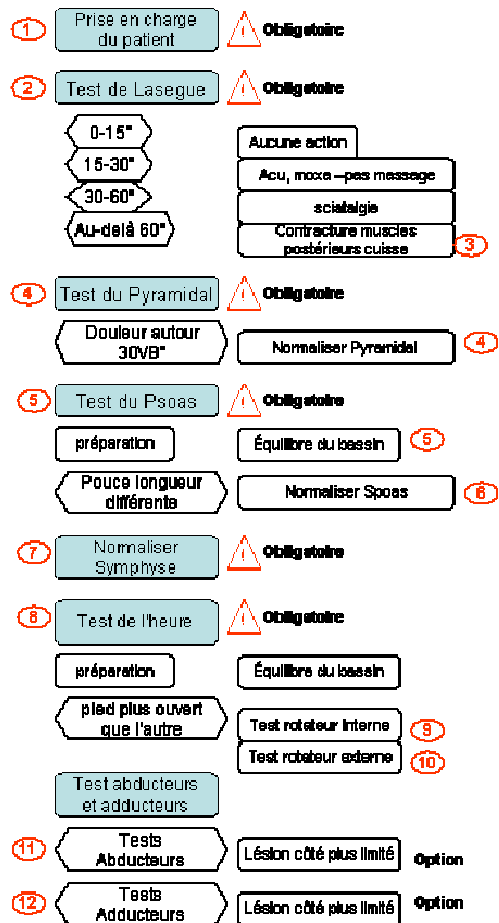 1 Prise en charge
du patient
Obligatoire
2 Test de Lasegue
Obligatoire
0-15°
Aucune action
15-30°
Acu, moxa –pas massage
30-60°
sciatalgie
Au-delà 60°
Contracture muscles
postérieurs cuisse 3
4 Test du Pyramidal
Obligatoire
Douleur autour
30VB"
Normaliser Pyramidal 4
5 Test du Psoas
Obligatoire
préparation
Équilibre du bassin 5
Pouce longueur
différente
Normaliser Spoas 6
7 Normaliser
Symphyse
Obligatoire
8 Test de l'heure
Obligatoire
préparation
Équilibre du bassin
pied plus ouvert
que l'autre
Test rotateur Interne 9
Test rotateur externe 10
Test abducteurs
et adducteurs
11 Tests
Abducteurs
Lésion côté plus limité Option
12 Tests
Adducteurs
Lésion côté plus limité Option